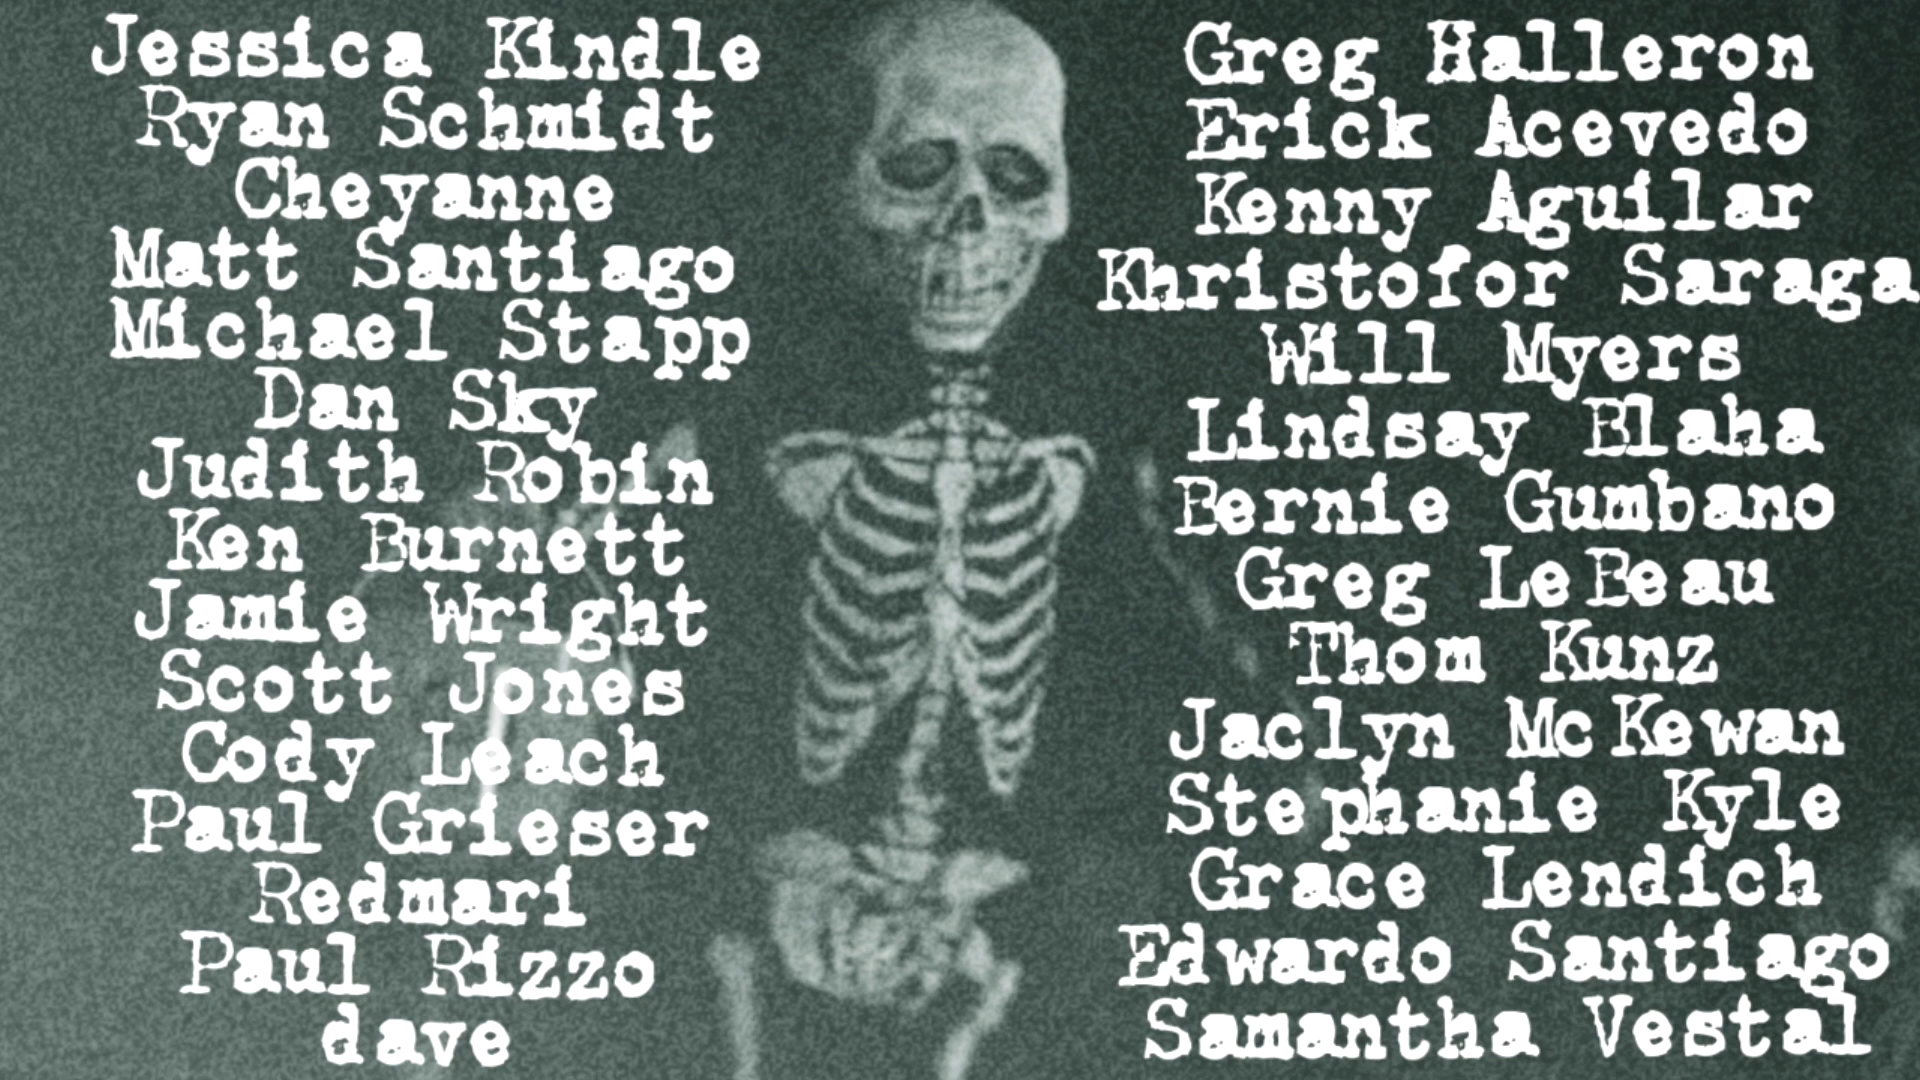 Jessica Kindle
Ryan Schmidt
Cheyanne
Matt Santiago
Michael Stapp
Dan Sky
Judith Robin
Ken Burnett
Jamie Wright
Scott Jones
Cody Leach
Paul Grieser
Redmari
Paul Rizzo
dave
Greg Halleron
Erick Acevedo
Kenny Aguilar
Khristofor Saraga
Will Myers
Lindsay Blaha
Bernie Gumbano
Greg LeBeau
Thom Kunz
Jaclyn McKewan
Stephanie Kyle
Grace Lendich
Edwardo Santiago
Samantha Vestal